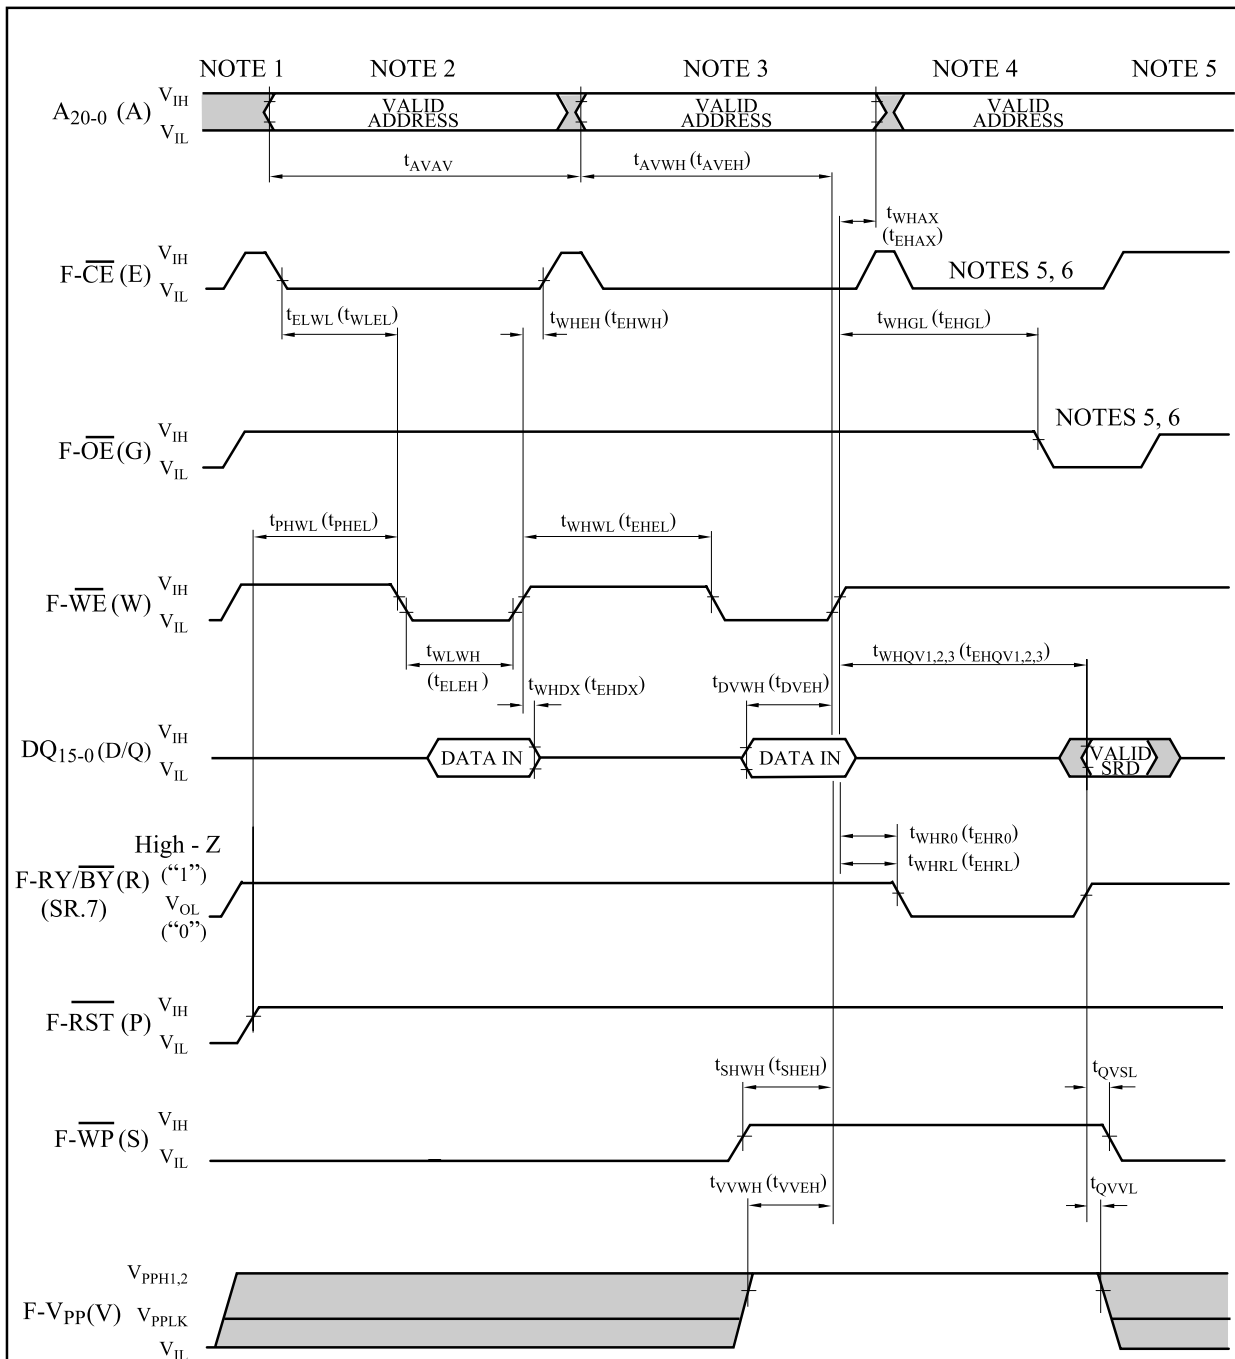 NOTE 1 NOTE 2 NOTE 3 NOTE 4 NOTE 5
A20-0 (A) VIH VIL
VALID ADDRESS VALID ADDRESS VALID ADDRESS
tAVAV tAVWH (tAVEH)
tWHAX
(tEHAX)
F-CE (E) VIH VIL
NOTES 5, 6
tELWL (tWLEL) tWHEH (tEHWH) tWHGL (tEHGL)
F-OE (G) VIH VIL
NOTES 5, 6
tPHWL (tPHEL) tWHWL (tEHEL)
F-WE (W) VIH VIL
tWLWH
(tELEH)
tWHDX (tEHDX) tDVWH (tDVEH) tWHQV1,2,3 (tEHQV1,2,3)
DQ15-0 (D/Q) VIH VIL
DATA IN DATA IN VALID SRD
High - Z
(“1”)
F-RY/BY (R)
(SR.7)
VOL
(“0”)
tWHR0 (tEHR0)
tWHRL (tEHRL)
F-RST (P) VIH VIL
tSHWH (tSHEH) tQVSL
F-WP (S) VIH VIL
tVVWH (tVVEH) tQVVL
VPPH1,2
F-VPP (V) VPPLK
VIL